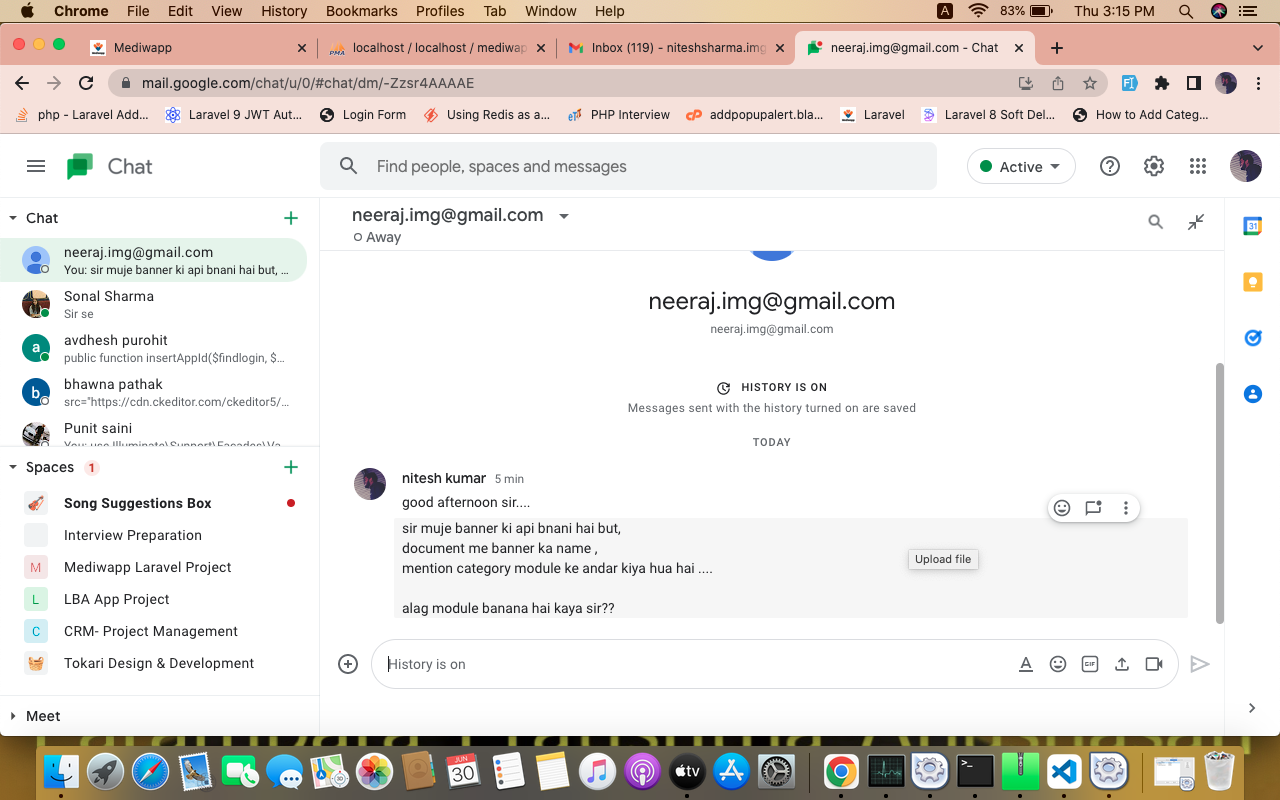 Chrome File Edit View History Bookmarks Profiles Tab Window Help A 83% Thu 3:15 PM
Mediwapp
localhost / localhost / mediwap
Inbox (119) - niteshsharma.img
neeraj.img@gmail.com - Chat
mail.google.com/chat/u/0/#chat/dm/-Zzsr4AAAAE
php - Laravel Add...
Laravel 9 JWT Aut...
Login Form
Using Redis as a...
PHP Interview
addpopupalert.bla...
Laravel
Laravel 8 Soft Del...
How to Add Categ...
Chat
Find people, spaces and messages
Active
Chat
neeraj.img@gmail.com
You: sir muje banner ki api bnani hai but, ...
Sonal Sharma
Sir se
a
avdhesh purohit
public function insertAppId($findlogin, $...
b
bhawna pathak
src="https://cdn.ckeditor.com/ckeditor5/...
Punit saini
You: use Illuminate\Support\Facades\Va
Spaces 1
Song Suggestions Box
Interview Preparation
M Mediwapp Laravel Project
L LBA App Project
C CRM- Project Management
Tokari Design & Development
Meet
neeraj.img@gmail.com
Away
neeraj.img@gmail.com
neeraj.img@gmail.com
HISTORY IS ON
Messages sent with the history turned on are saved
TODAY
nitesh kumar 5 min
good afternoon sir....
sir muje banner ki api bnani hai but,
document me banner ka name ,
mention category module ke andar kiya hua hai ....
alag module banana hai kaya sir??
Upload file
History is on
GIF
31
JUN
30
tv